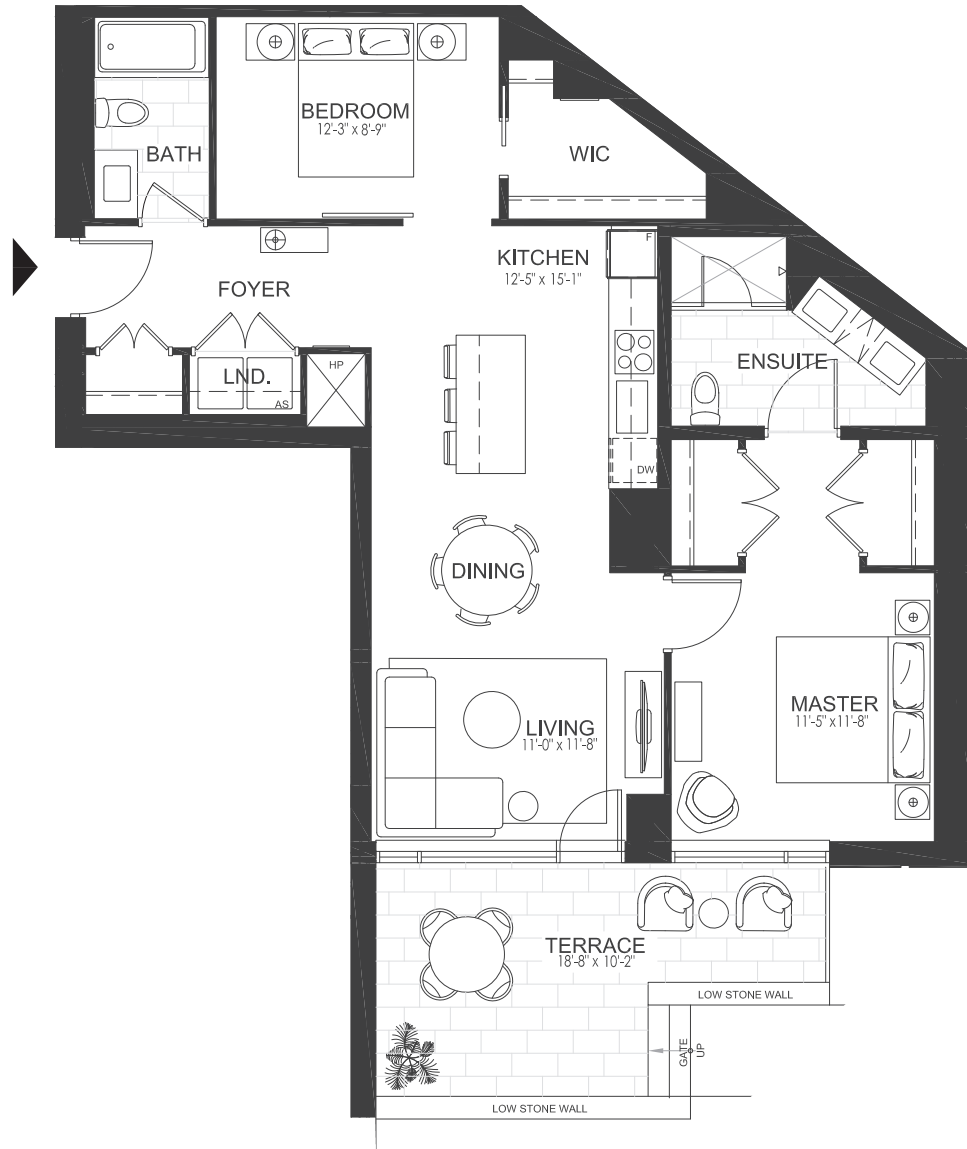 BEDROOM
12'-3" x 8'-9"
BATH
WIC
KITCHEN
12'-5" x 15'-1"
F
FOYER
ENSUITE
HP
LND.
AS
DW
DINING
MASTER
11'-5" x11'-8"
LIVING
11'-0" x 11'-8"
TERRACE
18'-8" x 10'-2"
LOW STONE WALL
GATE
UP
LOW STONE WALL